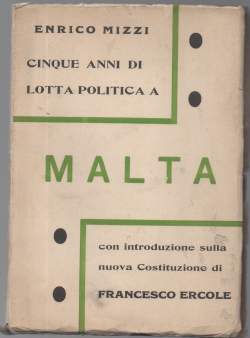 ENRICO MIZZI
CINQUE ANNI DI
LOTTA POLITICA A
MALTA
con introduzione sulla
nuova Costituzione di
FRANCESCO ERCOLE